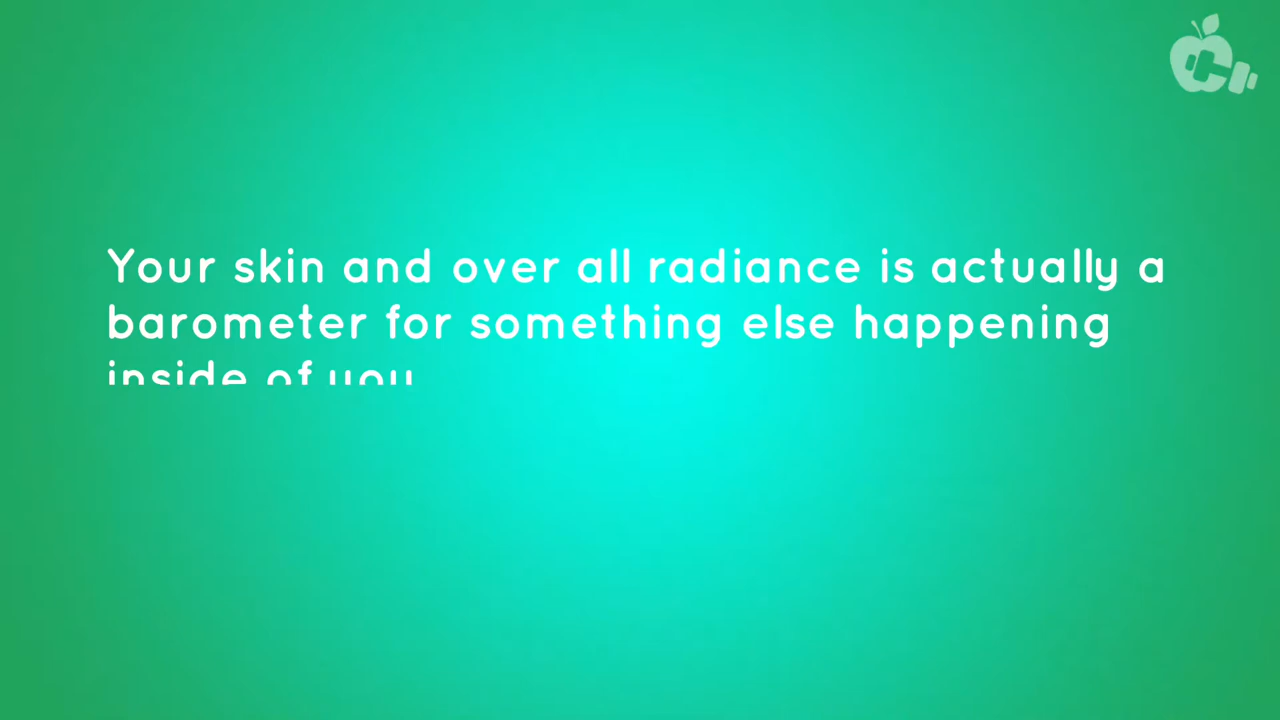 Your skin and over all radiance is actually a
barometer for something else happening
inside of you